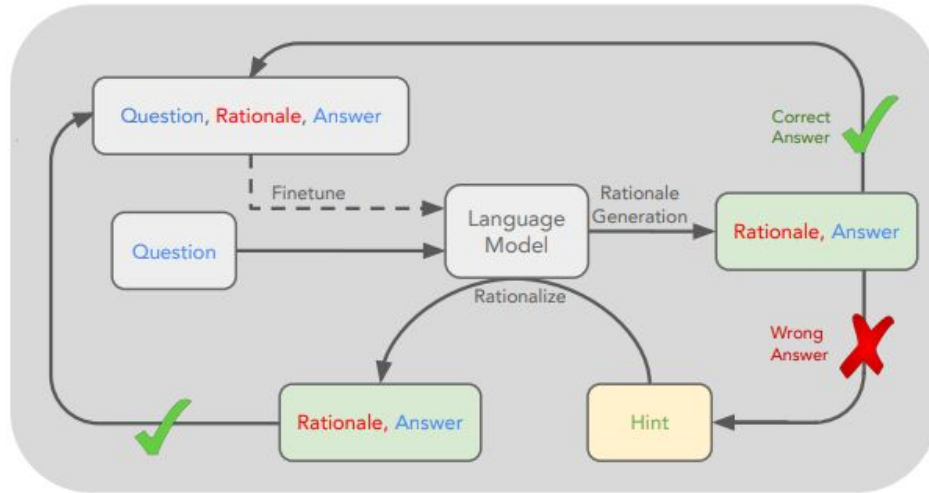 Question, Rationale, Answer
Correct
Answer
Finetune
Rationale
Generation
Language
Model
Question
Rationale, Answer
Rationalize
Wrong
Answer
Rationale, Answer
Hint